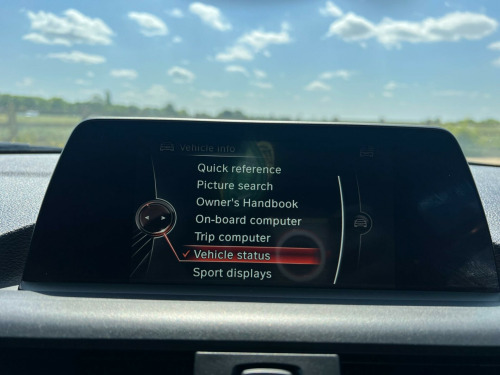 Vehicle info
Quick reference
Picture search
Owner's Handbook
On-board computer
Trip computer
Vehicle status
Sport displays